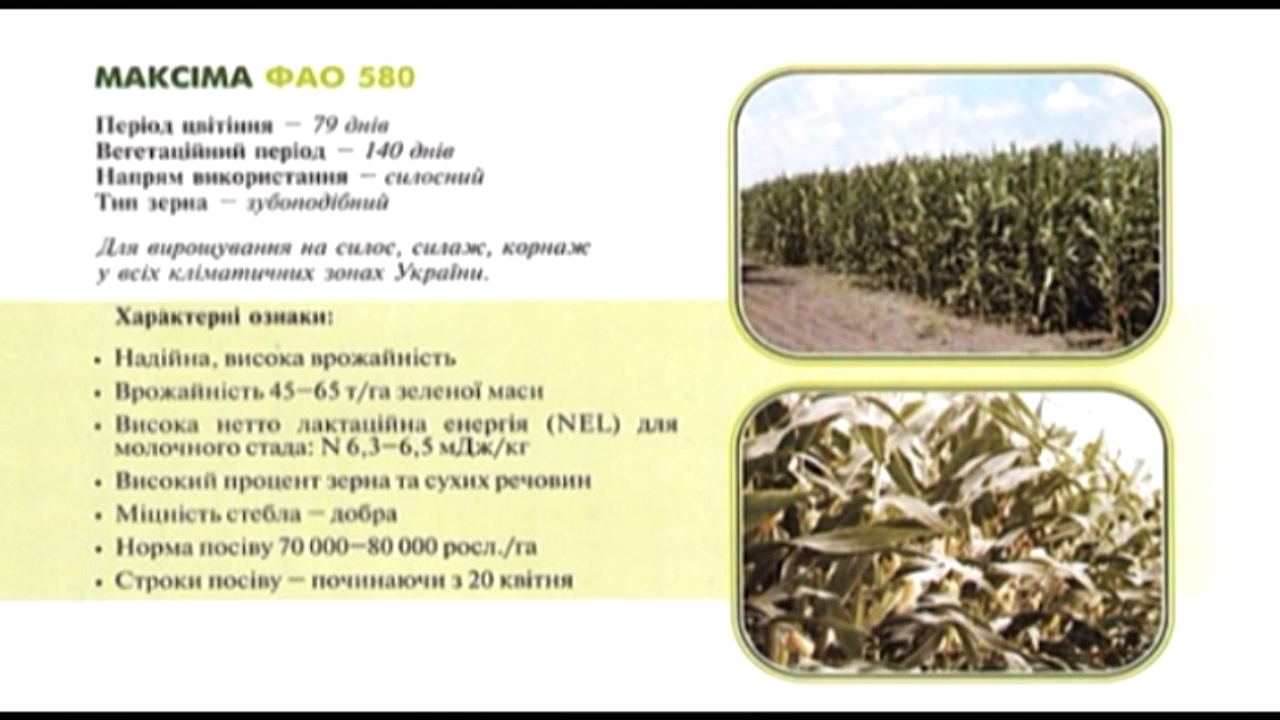 МАКСІМА ФАО 580
Період цвітіння — 79 днів
Вегетаційний період — 140 днів
Напрям використання — силосний
Тип зерна — зубоподібний
Для вирощування на силос, силаж, корнаж
у всіх кліматичних зонах України.
Характерні ознаки:
• Надійна, висока врожайність
• Врожайність 45—65 т/га зеленої маси
• Висока нетто лактаційна енергія (NEL) для
молочного стада: N 6,3—6,5 мДж/кг
• Високий процент зерна та сухих речовин
• Міцність стебла — добра
• Норма посіву 70 000—80 000 росл./га
• Строки посіву — починаючи з 20 квітня